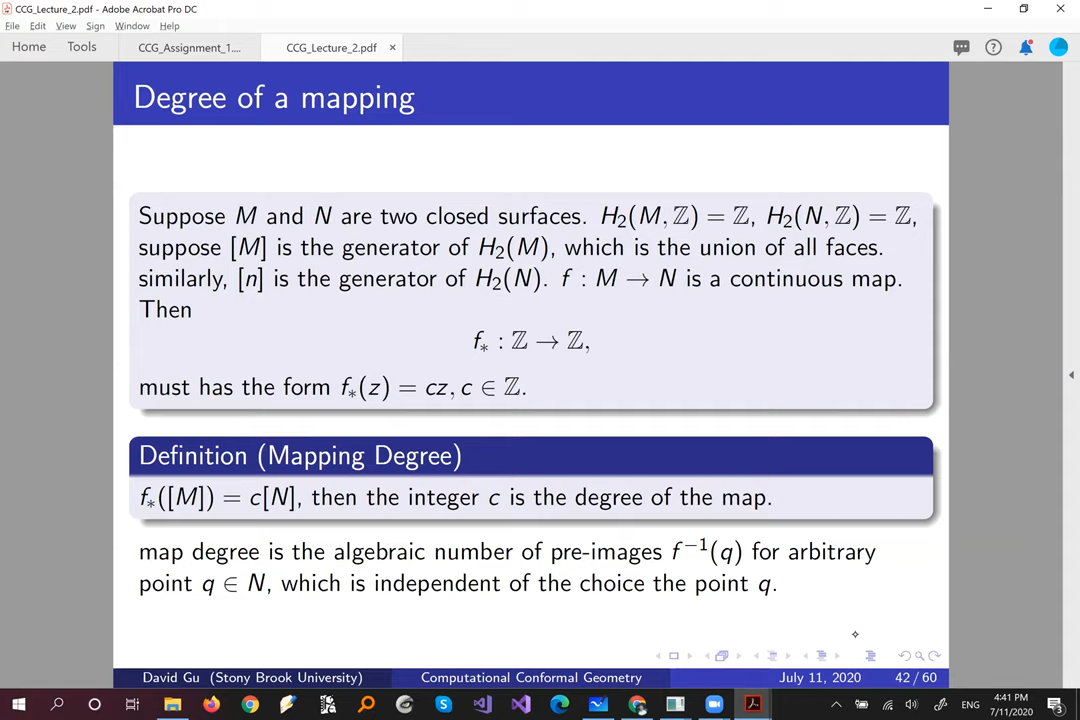 CCG_Lecture_2.pdf - Adobe Acrobat Pro DC
File Edit View Sign Window Help
Home Tools CCG_Assignment_1.... CCG_Lecture_2.pdf ×
Degree of a mapping
Suppose M and N are two closed surfaces. H₂(M, ℤ) = ℤ, H₂(N, ℤ) = ℤ,
suppose [M] is the generator of H₂(M), which is the union of all faces.
similarly, [n] is the generator of H₂(N). f : M → N is a continuous map.
Then
f∗ : ℤ → ℤ,
must has the form f∗(z) = cz, c ∈ ℤ.
Definition (Mapping Degree)
f∗([M]) = c[N], then the integer c is the degree of the map.
map degree is the algebraic number of pre-images f⁻¹(q) for arbitrary
point q ∈ N, which is independent of the choice the point q.
David Gu (Stony Brook University) Computational Conformal Geometry July 11, 2020 42 / 60
ENG 4:41 PM
7/11/2020 3